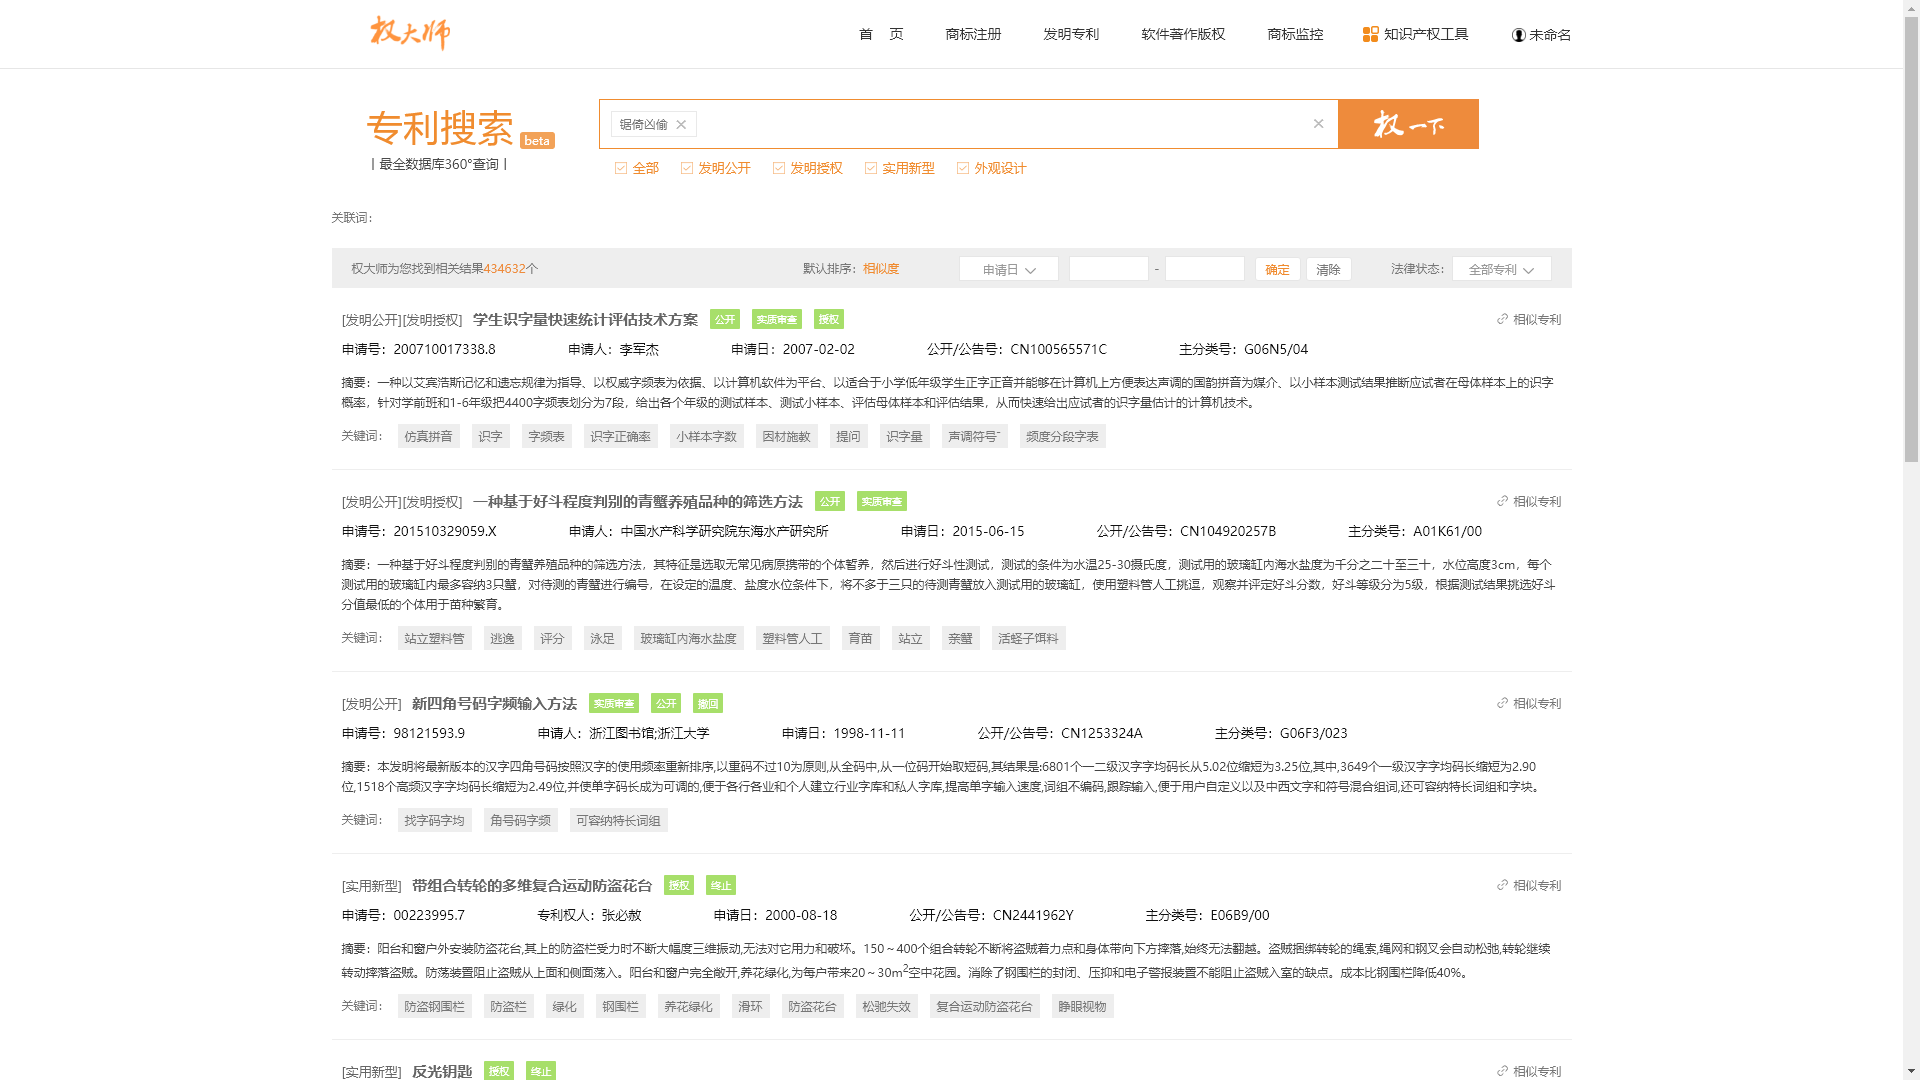 权大师
首 页
商标注册
发明专利
软件著作版权
商标监控
知识产权工具
未命名
专利搜索 beta
最全数据库360°查询
锯倚凶偷
权一下
全部 发明公开 发明授权 实用新型 外观设计
关联词:
权大师为您找到相关结果434632个
默认排序: 相似度
申请日
-
确定 清除
法律状态: 全部专利
[发明公开][发明授权] 学生识字量快速统计评估技术方案 公开 实质审查 授权 相似专利
申请号: 200710017338.8 申请人: 李军杰 申请日: 2007-02-02 公开/公告号: CN100565571C 主分类号: G06N5/04
摘要: 一种以艾宾浩斯记忆和遗忘规律为指导、以权威字频表为依据、以计算机软件为平台、以适合于小学低年级学生正字正音并能够在计算机上方便表达声调的国韵拼音为媒介、以小样本测试结果推断应试者在母体样本上的识字
概率，针对学前班和1-6年级把4400字频表划分为7段，给出各个年级的测试样本、测试小样本、评估母体样本和评估结果，从而快速给出应试者的识字量估计的计算机技术。
关键词: 仿真拼音 识字 字频表 识字正确率 小样本字数 因材施教 提问 识字量 声调符号ˉ 频度分段字表
[发明公开][发明授权] 一种基于好斗程度判别的青蟹养殖品种的筛选方法 公开 实质审查 相似专利
申请号: 201510329059.X 申请人: 中国水产科学研究院东海水产研究所 申请日: 2015-06-15 公开/公告号: CN104920257B 主分类号: A01K61/00
摘要: 一种基于好斗程度判别的青蟹养殖品种的筛选方法，其特征是选取无常见病原携带的个体暂养，然后进行好斗性测试，测试的条件为水温25-30摄氏度，测试用的玻璃缸内海水盐度为千分之二十至三十，水位高度3cm，每个
测试用的玻璃缸内最多容纳3只蟹，对待测的青蟹进行编号，在设定的温度、盐度水位条件下，将不多于三只的待测青蟹放入测试用的玻璃缸，使用塑料管人工挑逗，观察并评定好斗分数，好斗等级分为5级，根据测试结果挑选好斗
分值最低的个体用于苗种繁育。
关键词: 站立塑料管 逃逸 评分 泳足 玻璃缸内海水盐度 塑料管人工 育苗 站立 亲蟹 活蛏子饵料
[发明公开] 新四角号码字频输入方法 实质审查 公开 撤回 相似专利
申请号: 98121593.9 申请人: 浙江图书馆;浙江大学 申请日: 1998-11-11 公开/公告号: CN1253324A 主分类号: G06F3/023
摘要: 本发明将最新版本的汉字四角号码按照汉字的使用频率重新排序,以重码不过10为原则,从全码中,从一位码开始取短码,其结果是:6801个一二级汉字字均码长从5.02位缩短为3.25位,其中,3649个一级汉字字均码长缩短为2.90
位,1518个高频汉字字均码长缩短为2.49位,并使单字码长成为可调的,便于各行各业和个人建立行业字库和私人字库,提高单字输入速度,词组不编码,跟踪输入,便于用户自定义以及中西文字和符号混合组词,还可容纳特长词组和字块。
关键词: 找字码字均 角号码字频 可容纳特长词组
[实用新型] 带组合转轮的多维复合运动防盗花台 授权 终止 相似专利
申请号: 00223995.7 专利权人: 张必赦 申请日: 2000-08-18 公开/公告号: CN2441962Y 主分类号: E06B9/00
摘要: 阳台和窗户外安装防盗花台,其上的防盗栏受力时不断大幅度三维振动,无法对它用力和破坏。150～400个组合转轮不断将盗贼着力点和身体带向下方摔落,始终无法翻越。盗贼捆绑转轮的绳索,绳网和钢叉会自动松弛,转轮继续
转动摔落盗贼。防荡装置阻止盗贼从上面和侧面荡入。阳台和窗户完全敞开,养花绿化,为每户带来20～30m2空中花园。消除了钢围栏的封闭、压抑和电子警报装置不能阻止盗贼入室的缺点。成本比钢围栏降低40%。
关键词: 防盗钢围栏 防盗栏 绿化 钢围栏 养花绿化 滑环 防盗花台 松驰失效 复合运动防盗花台 睁眼视物
[实用新型] 反光钥匙 授权 终止 相似专利